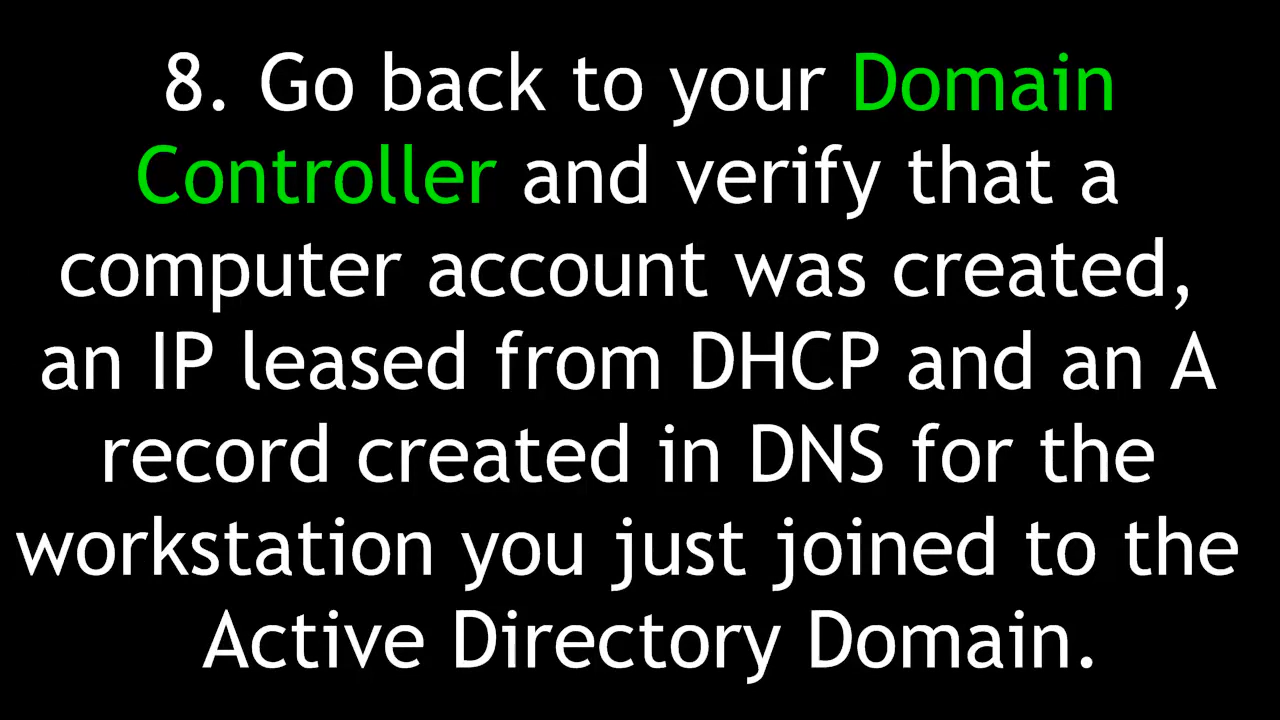 8. Go back to your Domain
Controller and verify that a
computer account was created,
an IP leased from DHCP and an A
record created in DNS for the
workstation you just joined to the
Active Directory Domain.